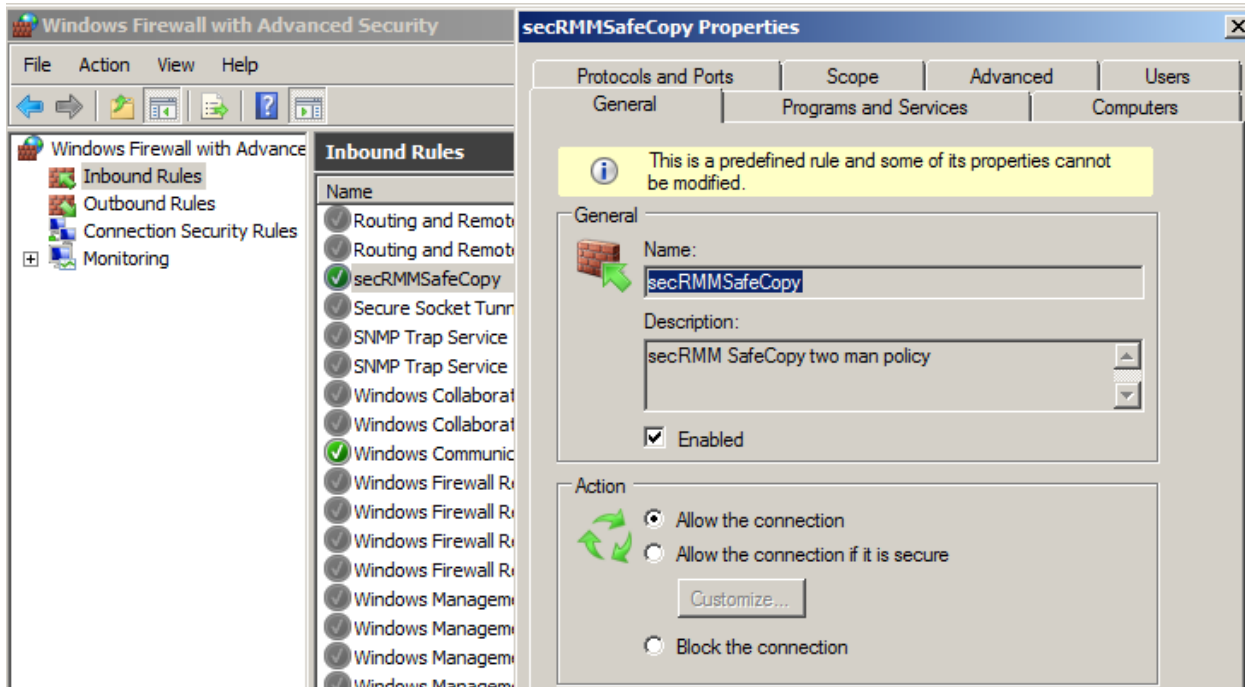 Windows Firewall with Advanced Security
File Action View Help
Windows Firewall with Advance
Inbound Rules
Outbound Rules
Connection Security Rules
Monitoring
Inbound Rules
Name
Routing and Remot
Routing and Remot
secRMMSafeCopy
Secure Socket Tunn
SNMP Trap Service
SNMP Trap Service
Windows Collaborat
Windows Collaborat
Windows Communic
Windows Firewall R
Windows Firewall R
Windows Firewall R
Windows Firewall R
Windows Managem
Windows Managem
Windows Managem
Windows Managem
secRMMSafeCopy Properties
Protocols and Ports Scope Advanced Users
General Programs and Services Computers
This is a predefined rule and some of its properties cannot
be modified.
General
Name:
secRMMSafeCopy
Description:
secRMM SafeCopy two man policy
Enabled
Action
Allow the connection
Allow the connection if it is secure
Customize...
Block the connection